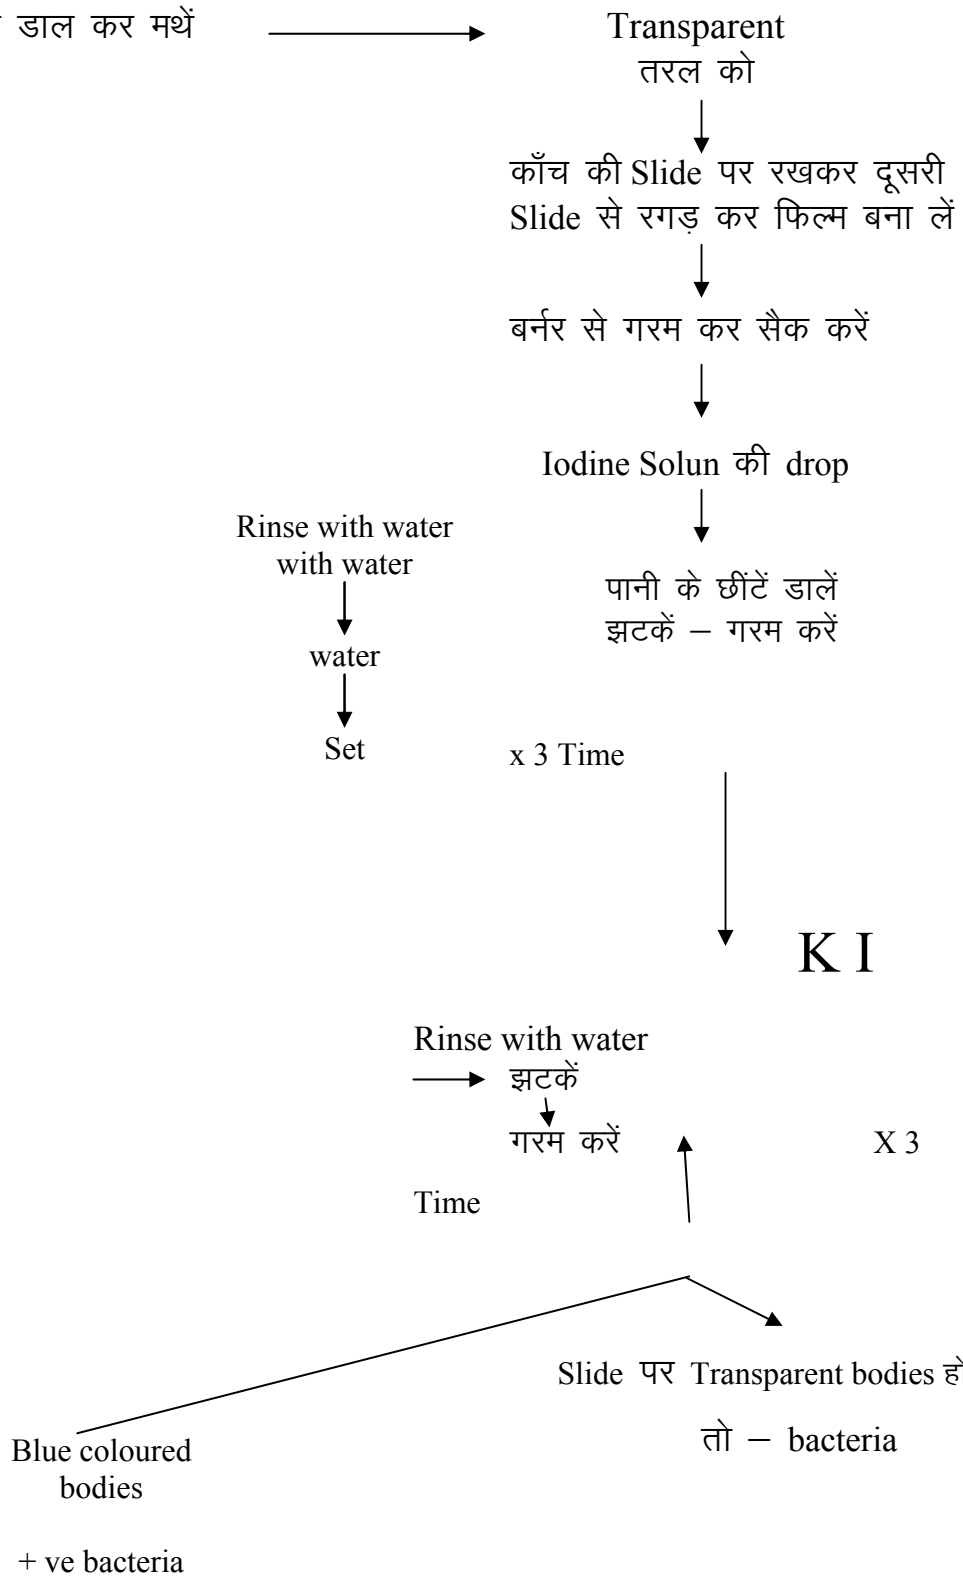 डाल कर मथें
Transparent
तरल को
काँच की Slide पर रखकर दूसरी
Slide से रगड़ कर फिल्म बना लें
बर्नर से गरम कर सैक करें
Iodine Solun की drop
Rinse with water
with water
water
Set
पानी के छींटें डालें
झटकें – गरम करें
x 3 Time
K I
Rinse with water
झटकें
गरम करें X 3
Time
Slide पर Transparent bodies
तो – bacteria
Blue coloured
bodies
+ ve bacteria